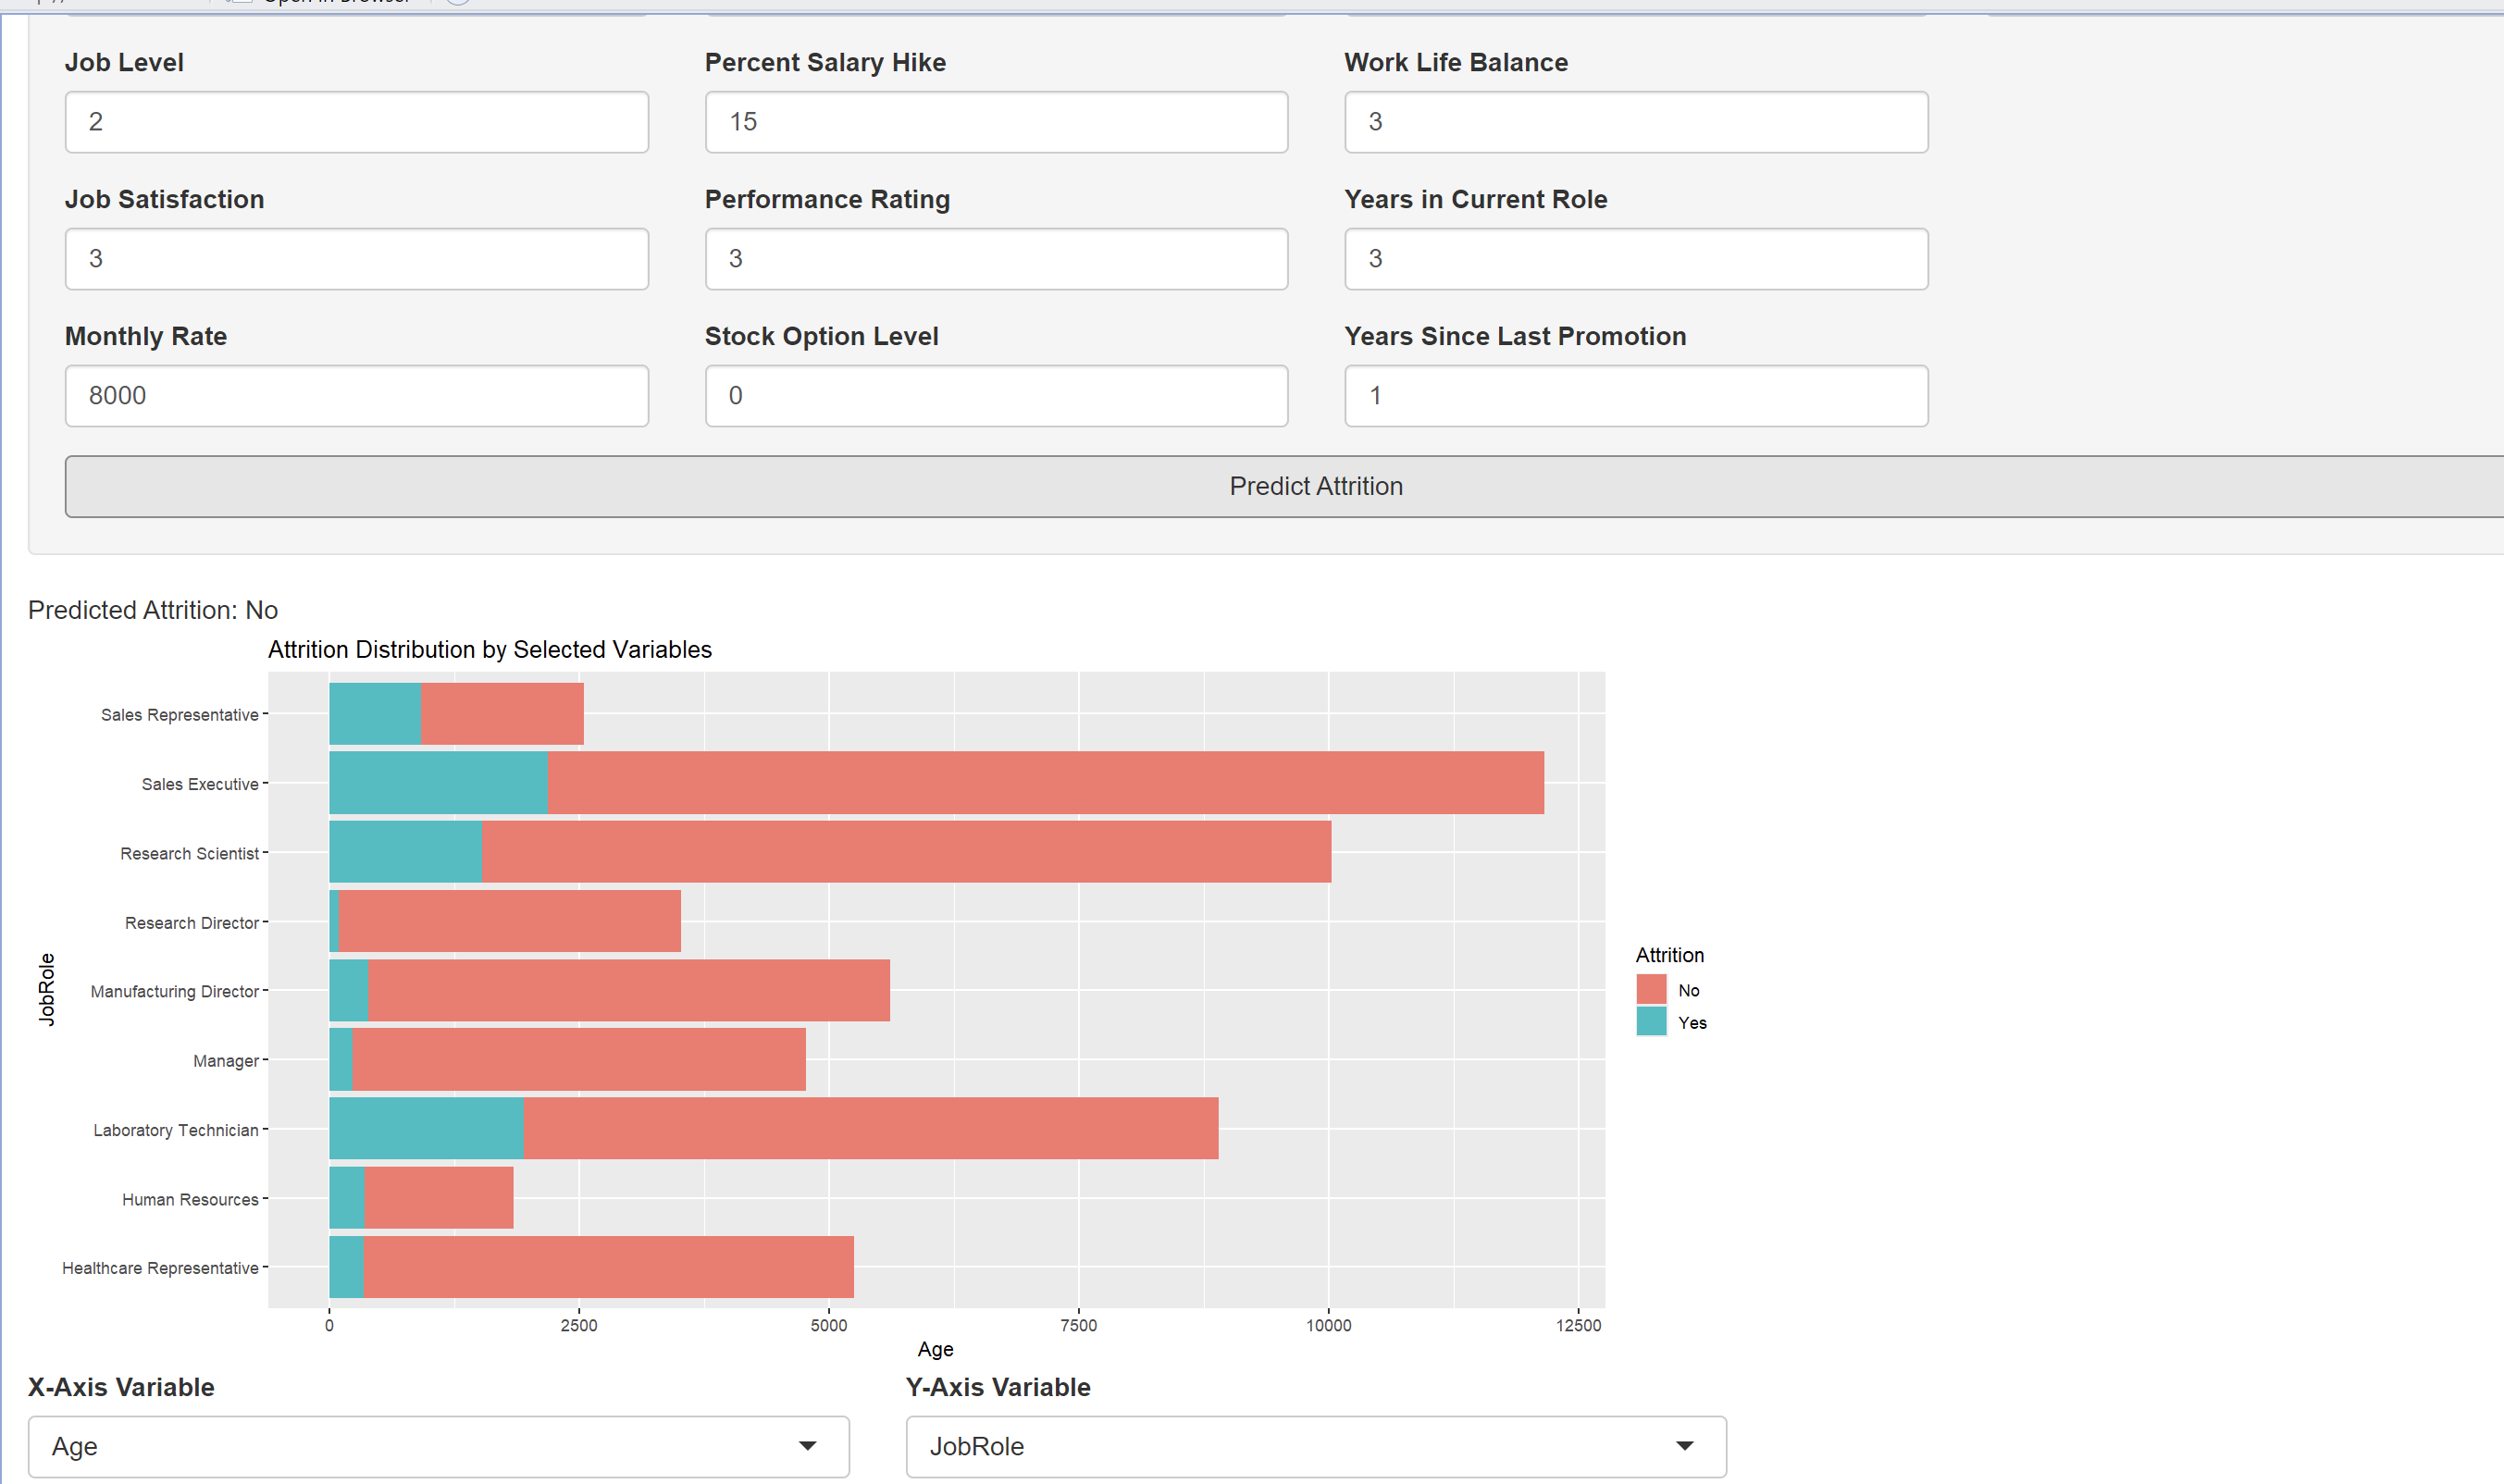 Job Level
Percent Salary Hike
Work Life Balance
2
15
3
Job Satisfaction
Performance Rating
Years in Current Role
3
3
3
Monthly Rate
Stock Option Level
Years Since Last Promotion
8000
0
1
Predict Attrition
Predicted Attrition: No
Attrition Distribution by Selected Variables
Sales Representative
Sales Executive
Research Scientist
Research Director
Manufacturing Director
Manager
Laboratory Technician
Human Resources
Healthcare Representative
JobRole
0
2500
5000
7500
10000
12500
Age
Attrition
No
Yes
X-Axis Variable
Y-Axis Variable
Age
JobRole